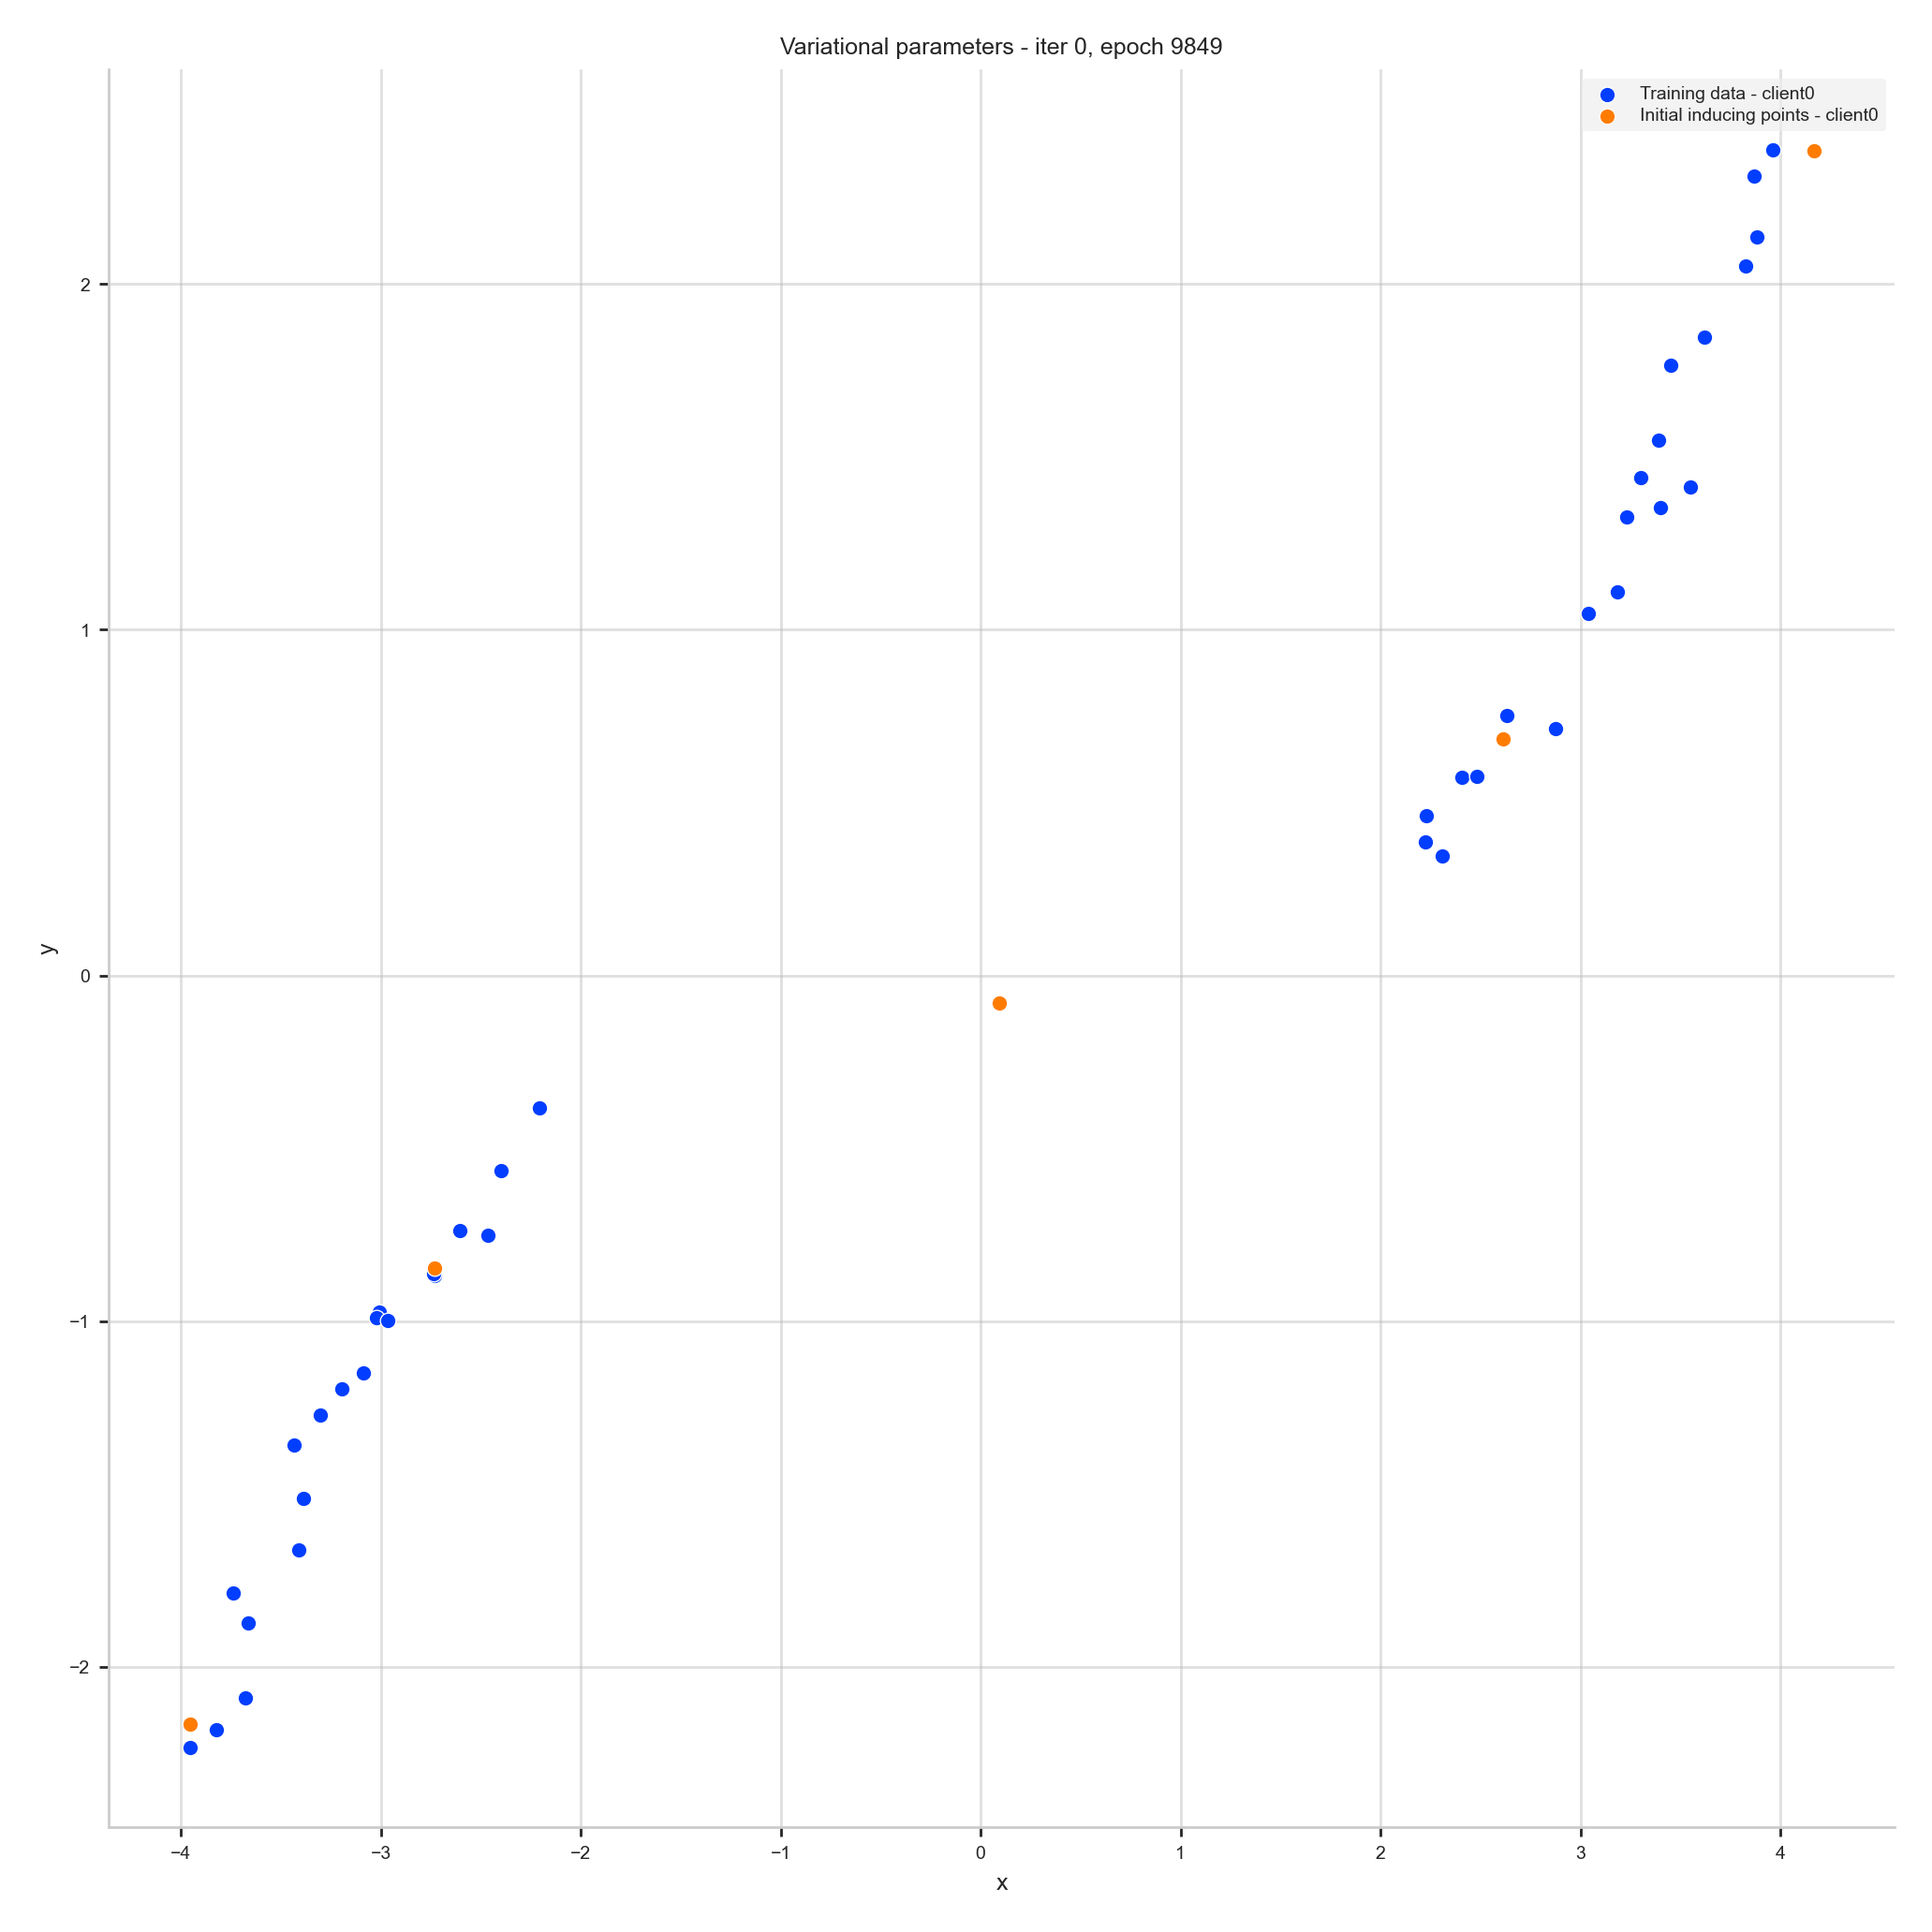 Variational parameters - iter 0, epoch 9849
Training data - client0
Initial inducing points - client0
2
1
0
−1
−2
y
−4 −3 −2 −1 0 1 2 3 4
x